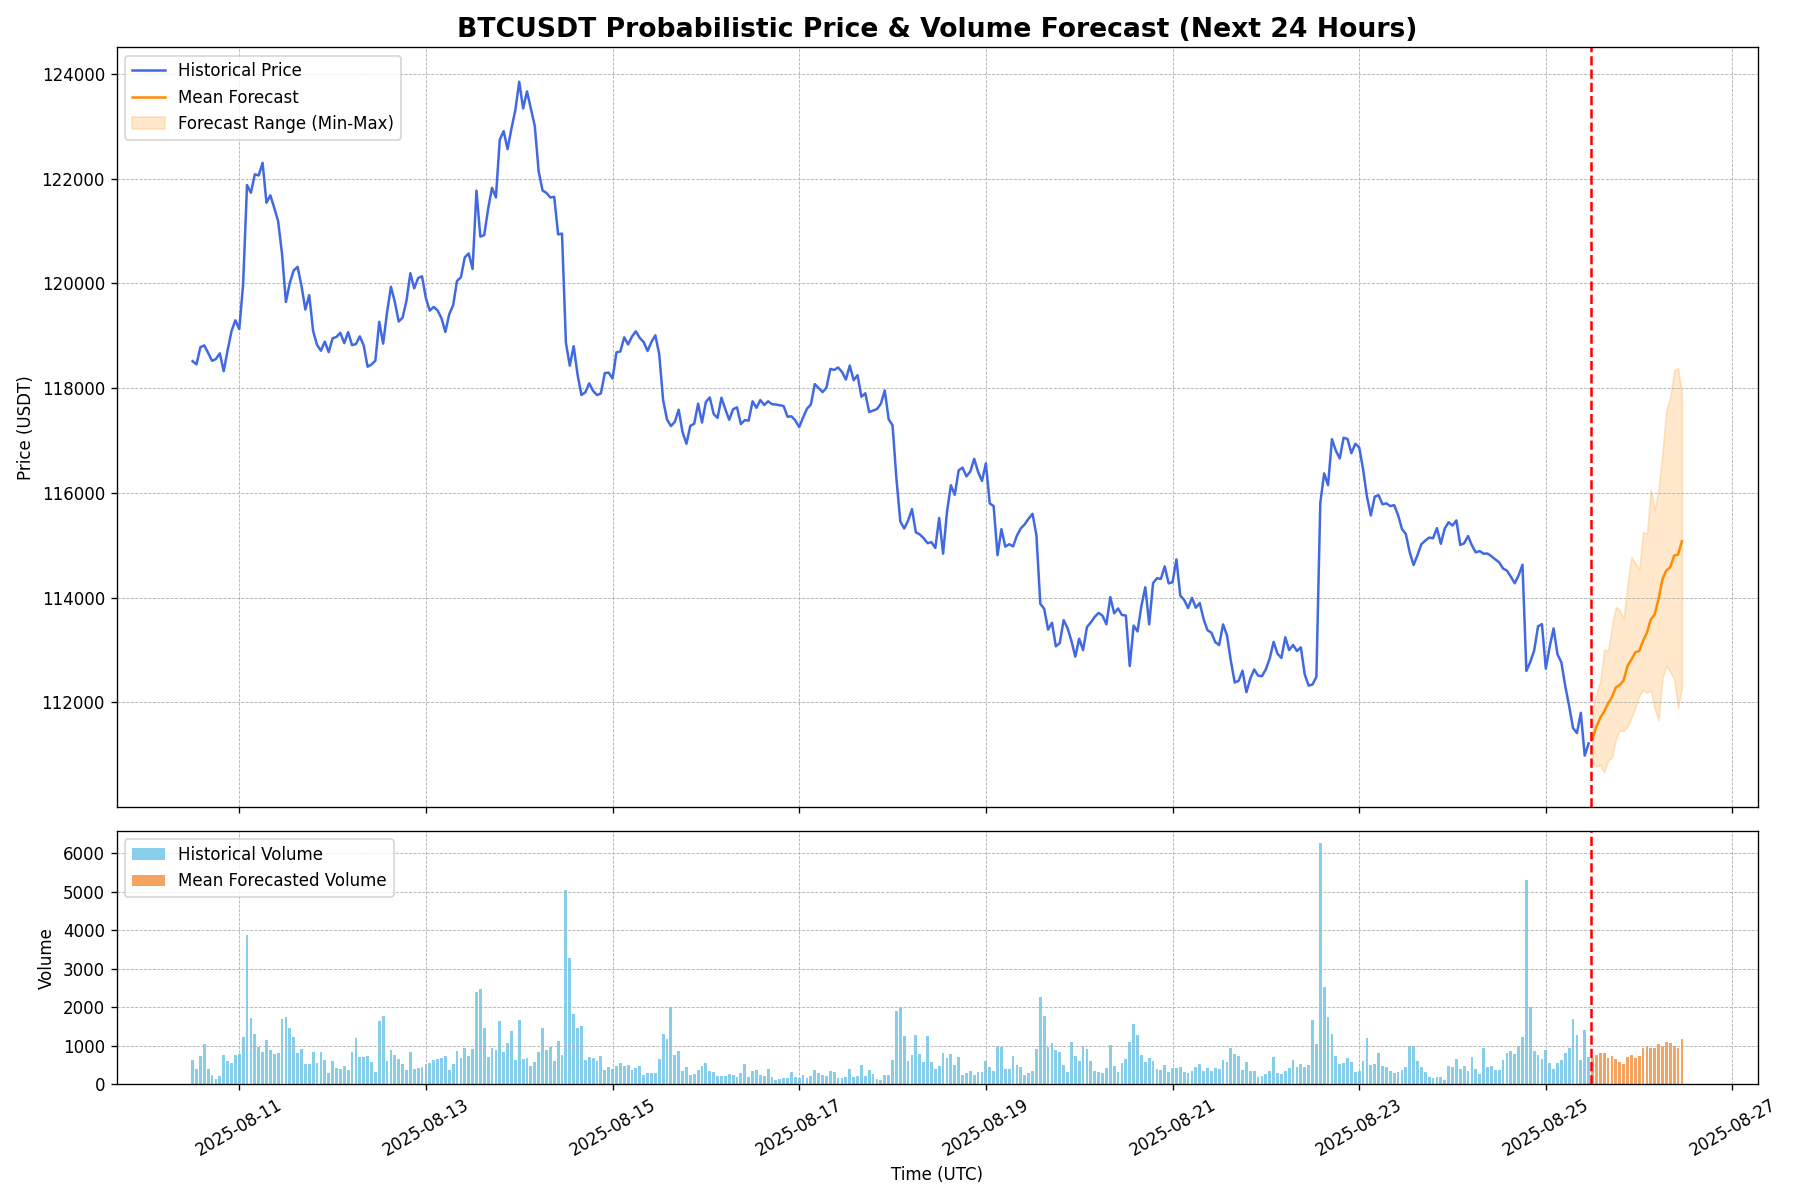 BTCUSDT Probabilistic Price & Volume Forecast (Next 24 Hours)
Historical Price
Mean Forecast
Forecast Range (Min-Max)
124000
122000
120000
118000
116000
114000
112000
Price (USDT)
Historical Volume
Mean Forecasted Volume
6000
5000
4000
3000
2000
1000
0
Volume
2025-08-11
2025-08-13
2025-08-15
2025-08-17
2025-08-19
2025-08-21
2025-08-23
2025-08-25
2025-08-27
Time (UTC)